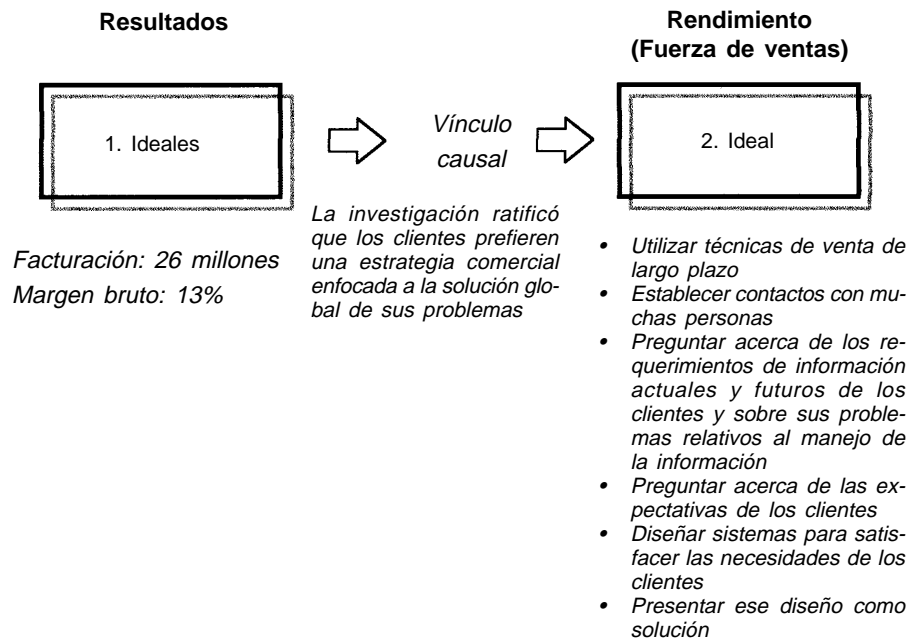 Resultados
Rendimiento
(Fuerza de ventas)
1. Ideales
Vínculo
causal
2. Ideal
Facturación: 26 millones
Margen bruto: 13%
La investigación ratificó
que los clientes prefieren
una estrategia comercial
enfocada a la solución glo-
bal de sus problemas
• Utilizar técnicas de venta de
largo plazo
• Establecer contactos con mu-
chas personas
• Preguntar acerca de los re-
querimientos de información
actuales y futuros de los
clientes y sobre sus proble-
mas relativos al manejo de
la información
• Preguntar acerca de las ex-
pectativas de los clientes
• Diseñar sistemas para satis-
facer las necesidades de los
clientes
• Presentar ese diseño como
solución